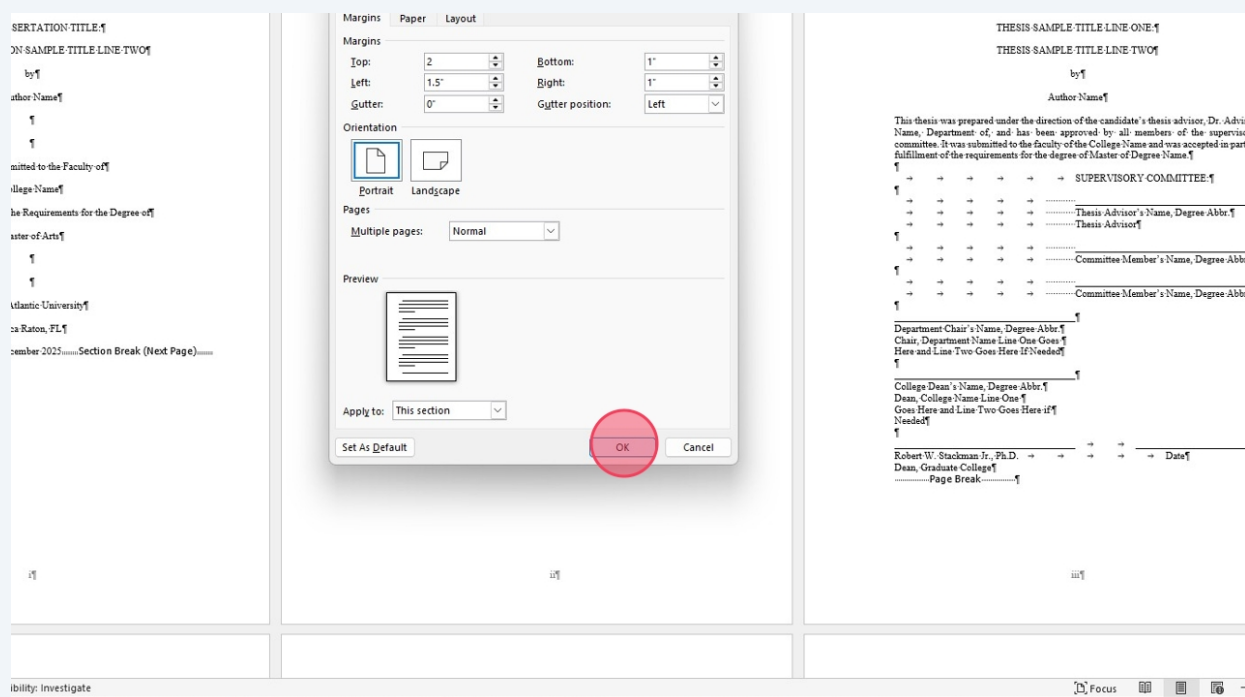 SERTATION·TITLE:¶
ON·SAMPLE·TITLE·LINE·TWO¶
by¶
uthor·Name¶
¶
¶
mitted·to·the·Faculty·of¶
ollege·Name¶
he·Requirements·for·the·Degree·of¶
aster·of·Arts¶
¶
¶
Atlantic·University¶
ca·Raton,·FL¶
cember·2025 Section Break (Next Page)
i¶
Margins Paper Layout
Margins
Top: 2 Bottom: 1"
Left: 1.5" Right: 1"
Gutter: 0" Gutter position: Left
Orientation
Portrait Landscape
Pages
Multiple pages: Normal
Preview
Apply to: This section
Set As Default OK Cancel
ii¶
THESIS·SAMPLE·TITLE·LINE·ONE:¶
THESIS·SAMPLE·TITLE·LINE·TWO¶
by¶
Author·Name¶
This·thesis·was·prepared·under·the·direction·of·the·candidate's·thesis·advisor,·Dr.·Advis
Name,·Department·of,·and·has·been·approved·by·all·members·of·the·superviso
committee.·It·was·submitted·to·the·faculty·of·the·College·Name·and·was·accepted·in·part
fulfillment·of·the·requirements·for·the·degree·of·Master·of·Degree·Name.¶
¶
→ → → → → → SUPERVISORY·COMMITTEE:¶
¶
→ → → →
→ → → → Thesis·Advisor's·Name,·Degree·Abbr.¶
→ → → → Thesis·Advisor¶
¶
→ → → →
→ → → → Committee·Member's·Name,·Degree·Abbr
¶
→ → → →
→ → → → Committee·Member's·Name,·Degree·Abbr
¶
¶
Department·Chair's·Name,·Degree·Abbr.¶
Chair,·Department·Name·Line·One·Goes·¶
Here·and·Line·Two·Goes·Here·If·Needed¶
¶
¶
College·Dean's·Name,·Degree·Abbr.¶
Dean,·College·Name·Line·One·¶
Goes·Here·and·Line·Two·Goes·Here·if¶
Needed¶
¶
→ →
Robert·W.·Stackman·Jr.,·Ph.D. → → → → → Date¶
Dean,·Graduate·College¶
Page Break ¶
iii¶
ibility: Investigate
Focus